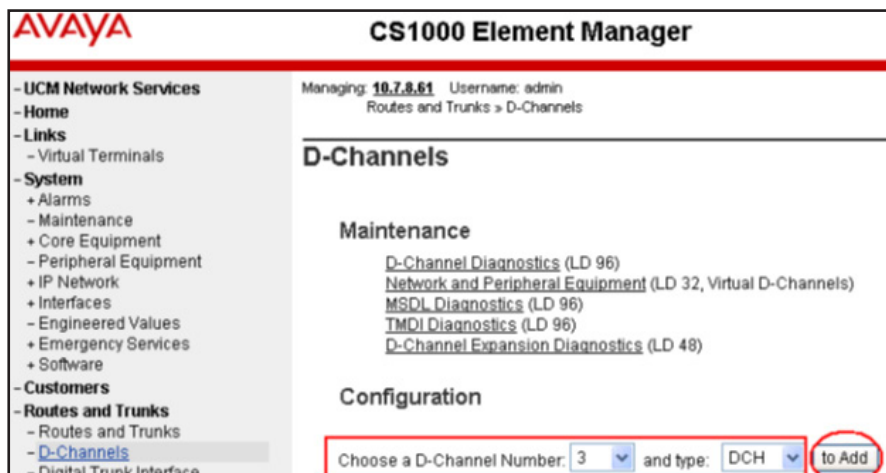 AVAYA
CS1000 Element Manager
- UCM Network Services
- Home
- Links
- Virtual Terminals
- System
+ Alarms
- Maintenance
+ Core Equipment
- Peripheral Equipment
+ IP Network
+ Interfaces
- Engineered Values
+ Emergency Services
+ Software
- Customers
- Routes and Trunks
- Routes and Trunks
- D-Channels
- Digital Trunk Interface
Managing: 10.7.8.61 Username: admin
Routes and Trunks » D-Channels
D-Channels
Maintenance
D-Channel Diagnostics (LD 96)
Network and Peripheral Equipment (LD 32, Virtual D-Channels)
MSDL Diagnostics (LD 96)
TMDI Diagnostics (LD 96)
D-Channel Expansion Diagnostics (LD 48)
Configuration
Choose a D-Channel Number: 3 and type: DCH to Add